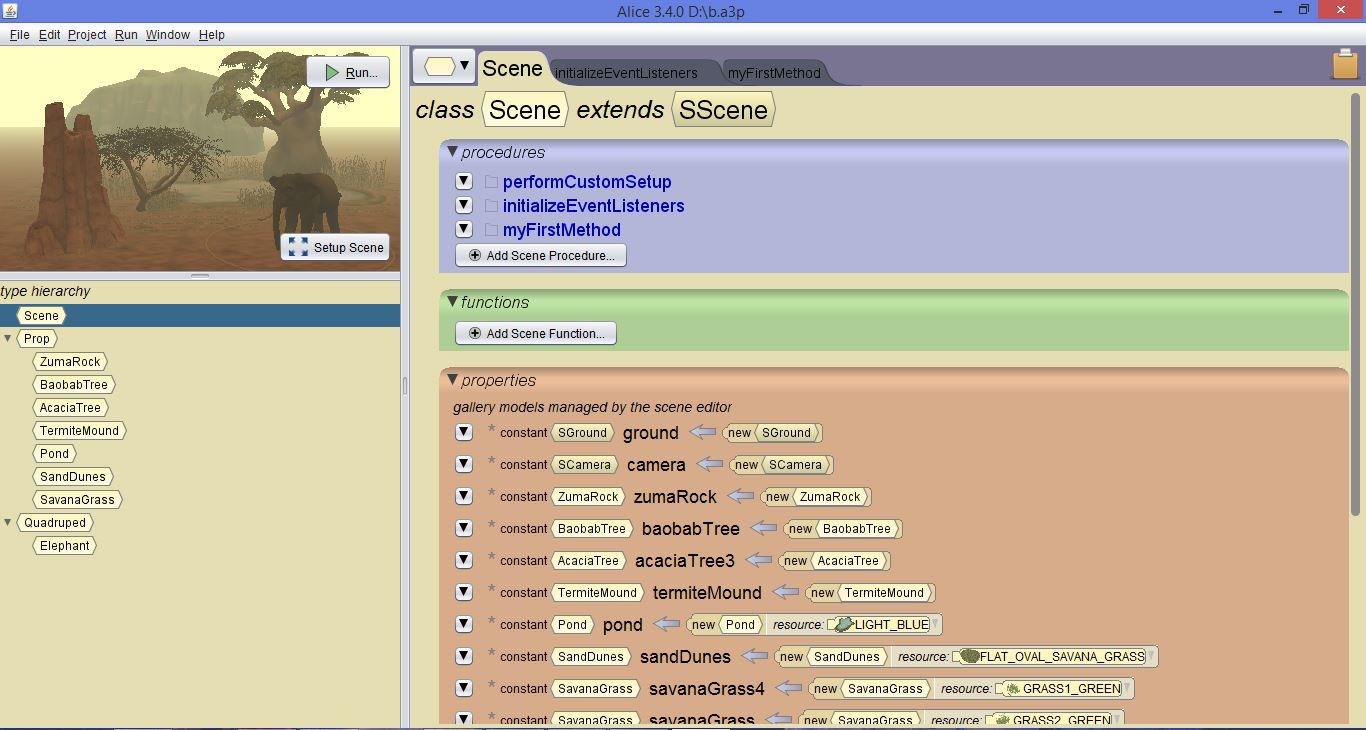 Alice 3.4.0 D:\b.a3p
File Edit Project Run Window Help
Run...
Setup Scene
type hierarchy
Scene
Prop
ZumaRock
BaobabTree
AcaciaTree
TermiteMound
Pond
SandDunes
SavanaGrass
Quadruped
Elephant
Scene initializeEventListeners myFirstMethod
class Scene extends SScene
procedures
performCustomSetup
initializeEventListeners
myFirstMethod
Add Scene Procedure...
functions
Add Scene Function...
properties
gallery models managed by the scene editor
* constant SGround ground new SGround
* constant SCamera camera new SCamera
* constant ZumaRock zumaRock new ZumaRock
* constant BaobabTree baobabTree new BaobabTree
* constant AcaciaTree acaciaTree3 new AcaciaTree
* constant TermiteMound termiteMound new TermiteMound
* constant Pond pond new Pond resource: LIGHT_BLUE
* constant SandDunes sandDunes new SandDunes resource: FLAT_OVAL_SAVANA_GRASS
* constant SavanaGrass savanaGrass4 new SavanaGrass resource: GRASS1_GREEN
* constant SavanaGrass savanaGrass new SavanaGrass resource: GRASS2_GREEN